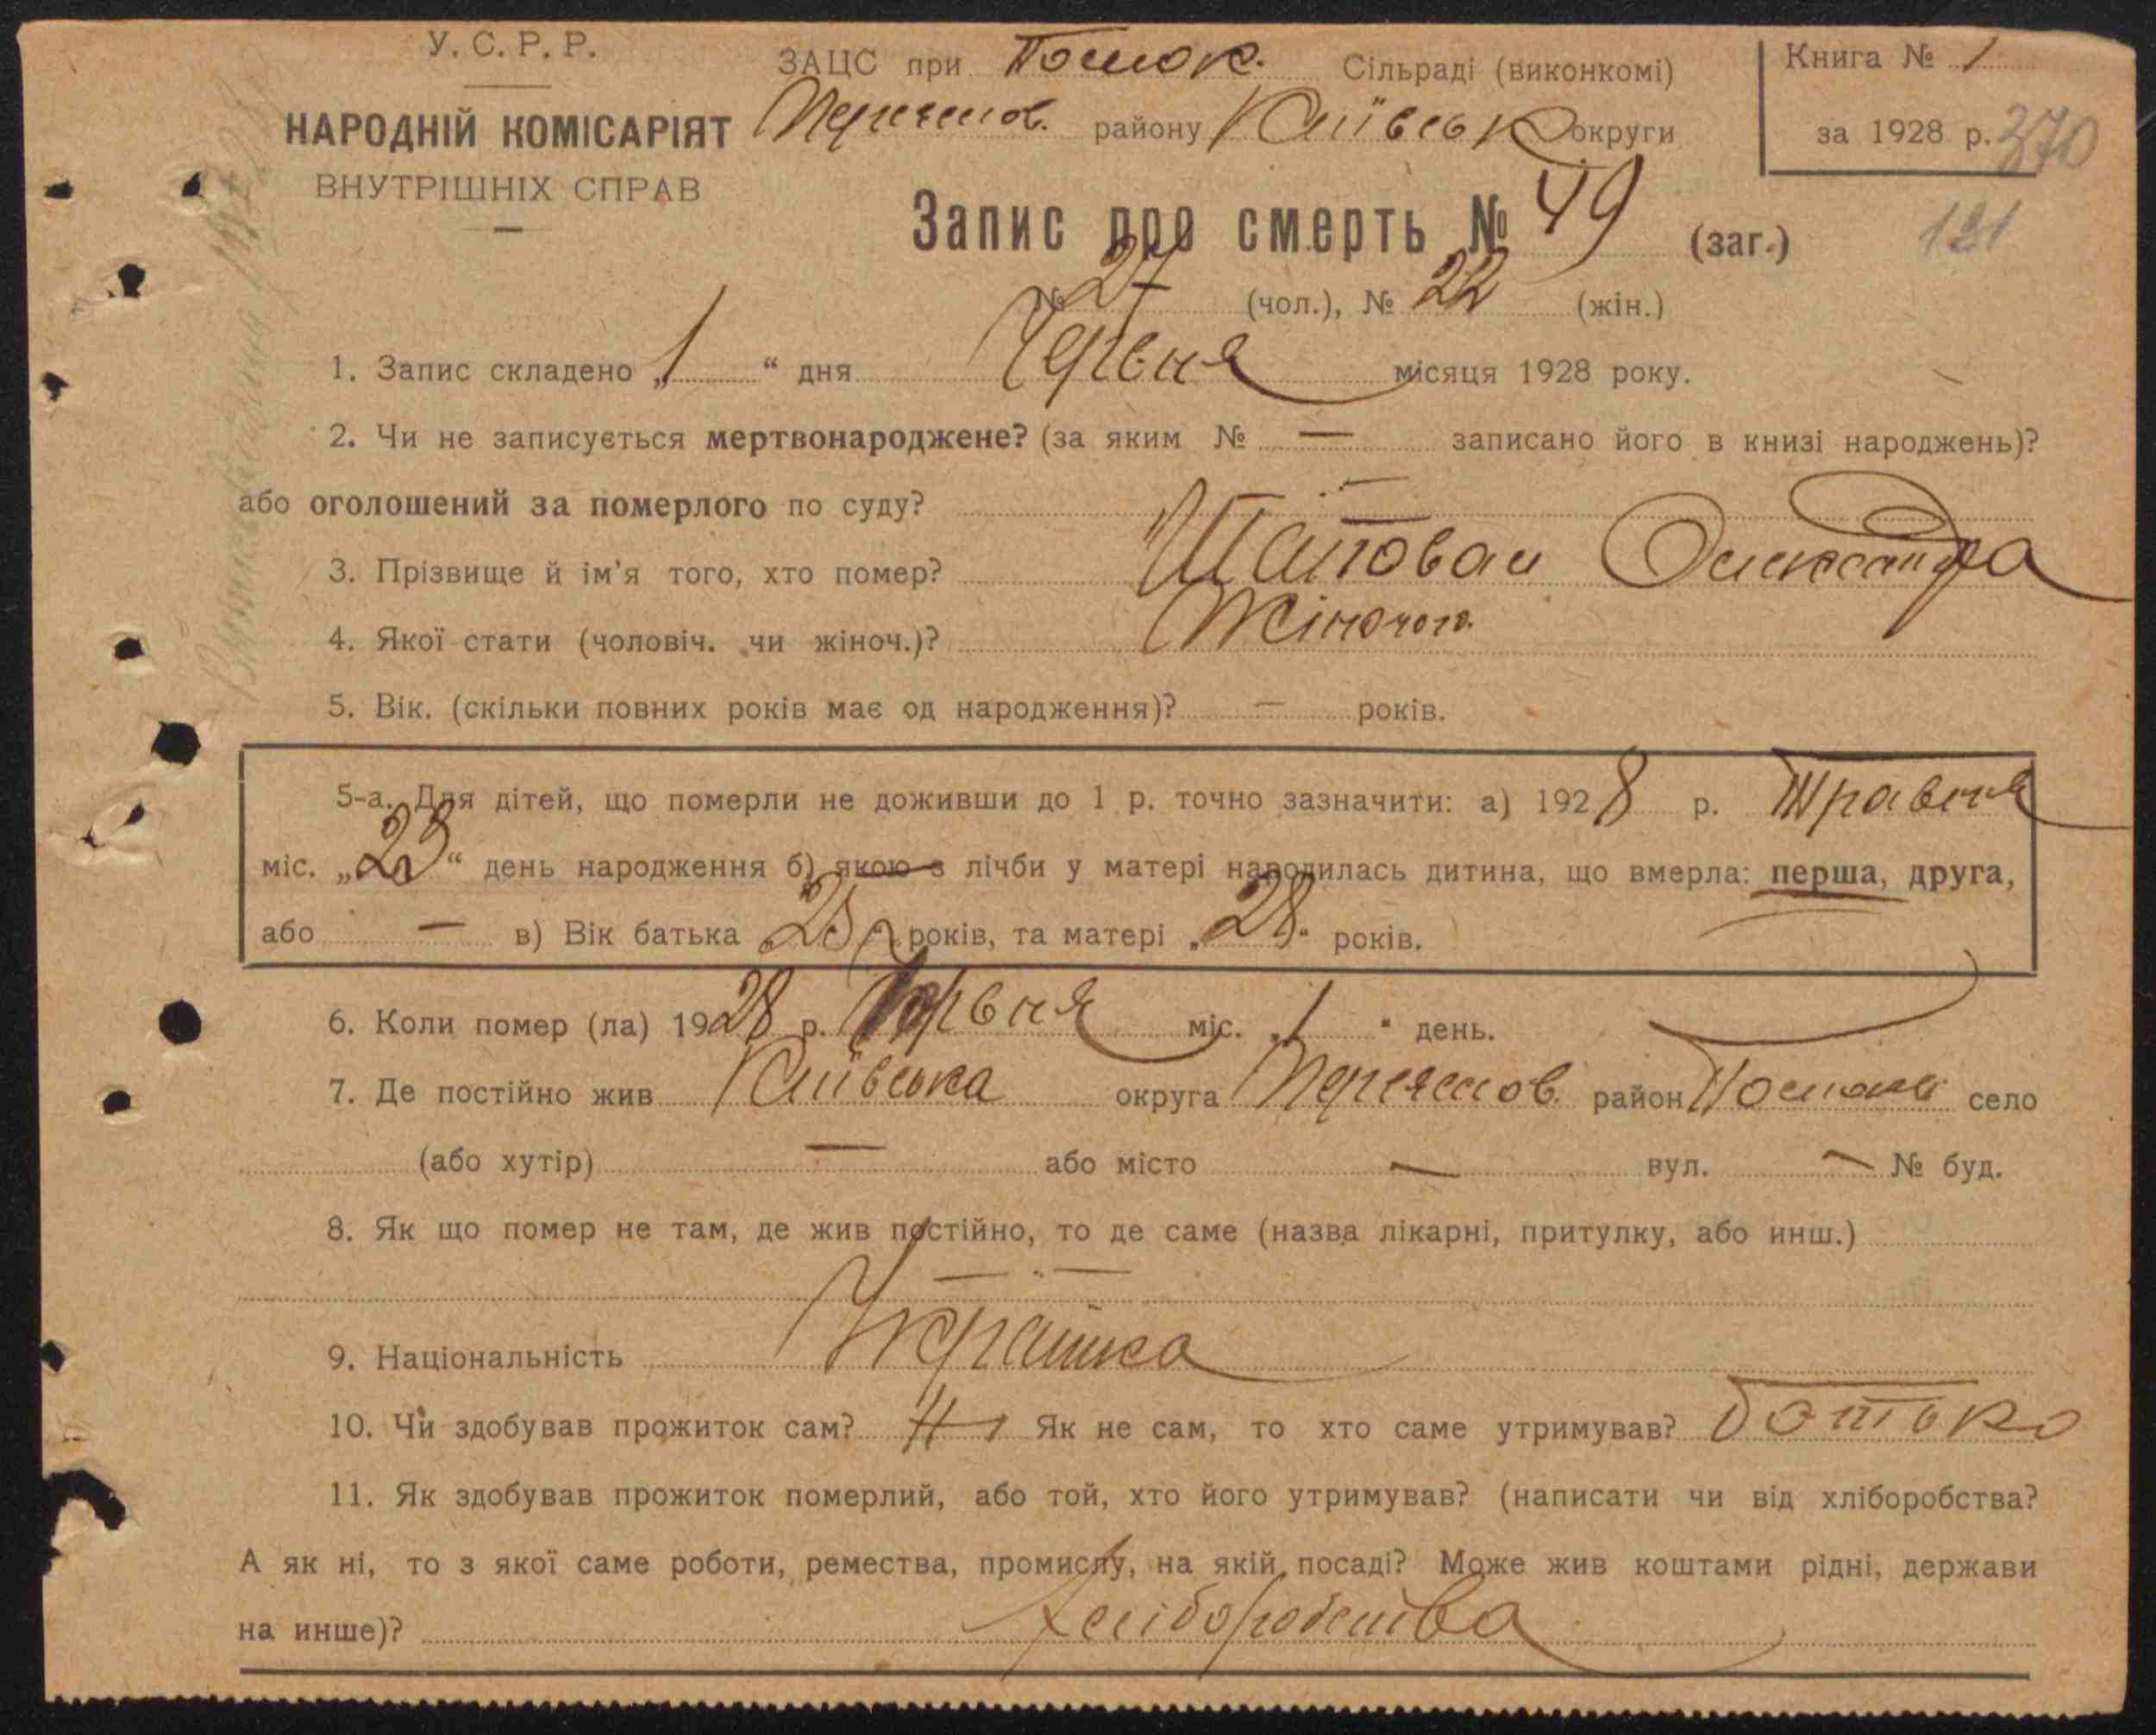 У. С. Р. Р.
НАРОДНІЙ КОМІСАРІЯТ
ВНУТРІШНІХ СПРАВ
ЗАЦС при Помок. Сільраді (виконкомі)
Переяслов. району Київськ округи
Книга № 1
за 1928 р. 370
121
Запис про смерть № 49 (заг.)
№ 27 (чол.), № 22 (жін.)
1. Запис складено „1“ дня Червня місяця 1928 року.
2. Чи не записується мертвонароджене? (за яким № — записано його в книзі народжень)?
або оголошений за померлого по суду? —
3. Прізвище й ім'я того, хто помер? Шаповал Олександра
4. Якої стати (чоловіч. чи жіноч.)? Жіночого.
5. Вік. (скільки повних років має од народження)? — років.
5-а. Для дітей, що померли не доживши до 1 р. точно зазначити: а) 1928 р. Травня
міс. „23“ день народження б) якою з лічби у матері народилась дитина, що вмерла: перша, друга,
або — в) Вік батька „25“ років, та матері „28“ років.
6. Коли помер (ла) 1928 р. Червня міс. „1“ день.
7. Де постійно жив Київська округа Переяслов. район село
(або хутір) — або місто — вул. — № буд.
8. Як що помер не там, де жив постійно, то де саме (назва лікарні, притулку, або инш.)
— " —
9. Національність Українка
10. Чи здобував прожиток сам? Ні Як не сам, то хто саме утримував? батько
11. Як здобував прожиток померлий, або той, хто його утримував? (написати чи від хліборобства?
А як ні, то з якої саме роботи, ремества, промислу, на якій посаді? Може жив коштами рідні, держави
на инше)? хліборобства